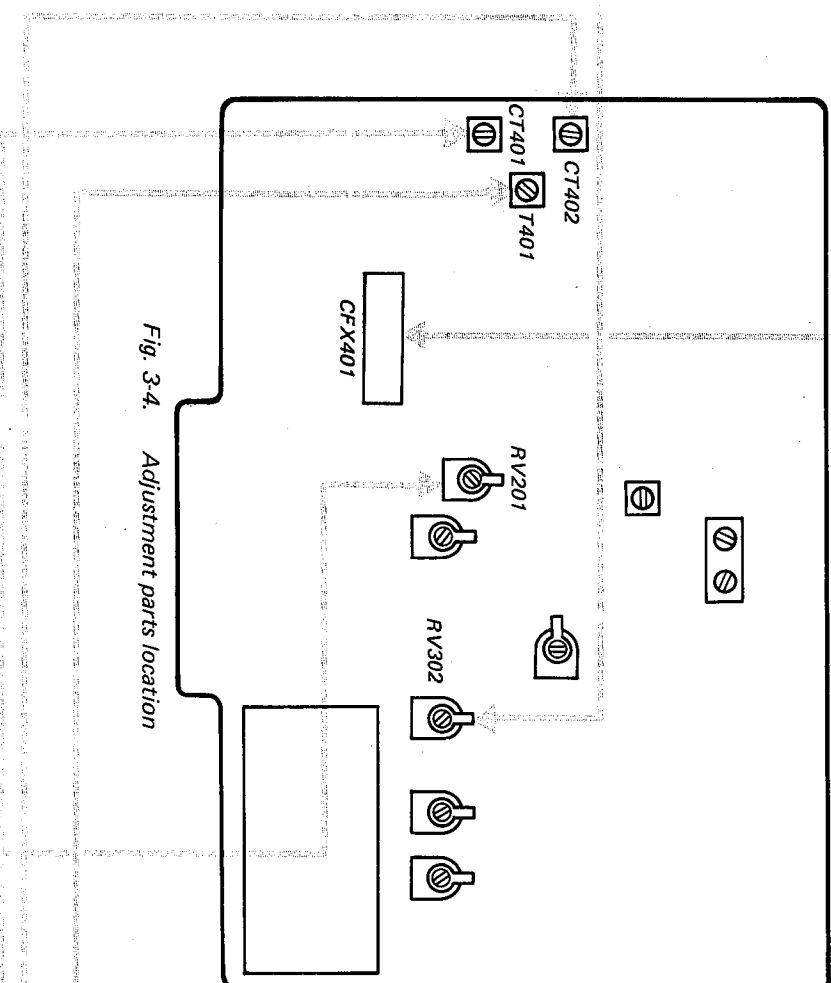 CT402
CT401
T401
CFX401
RV201
RV302
Fig. 3-4. Adjustment parts location